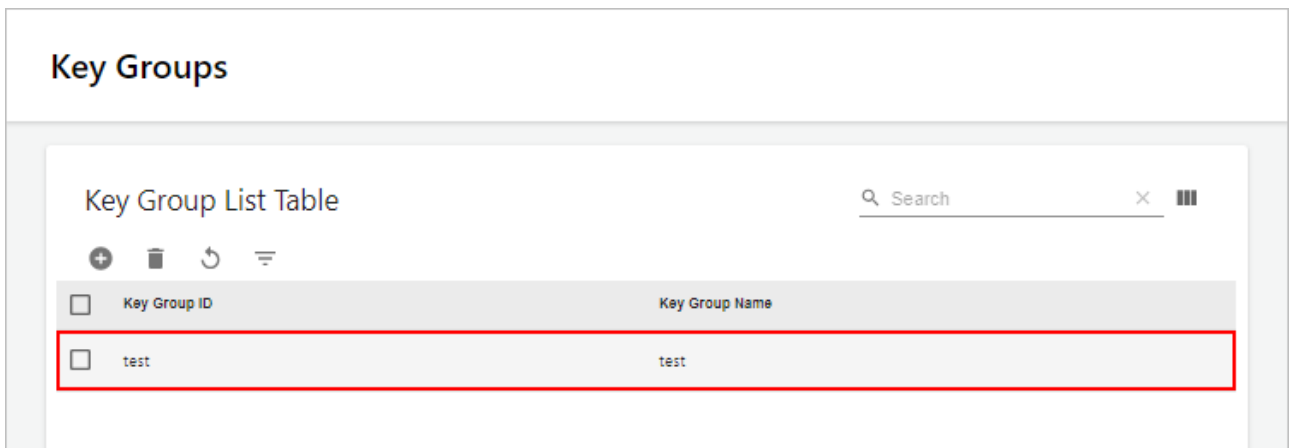 Key Groups
Key Group List Table
Search
Key Group ID Key Group Name
test test